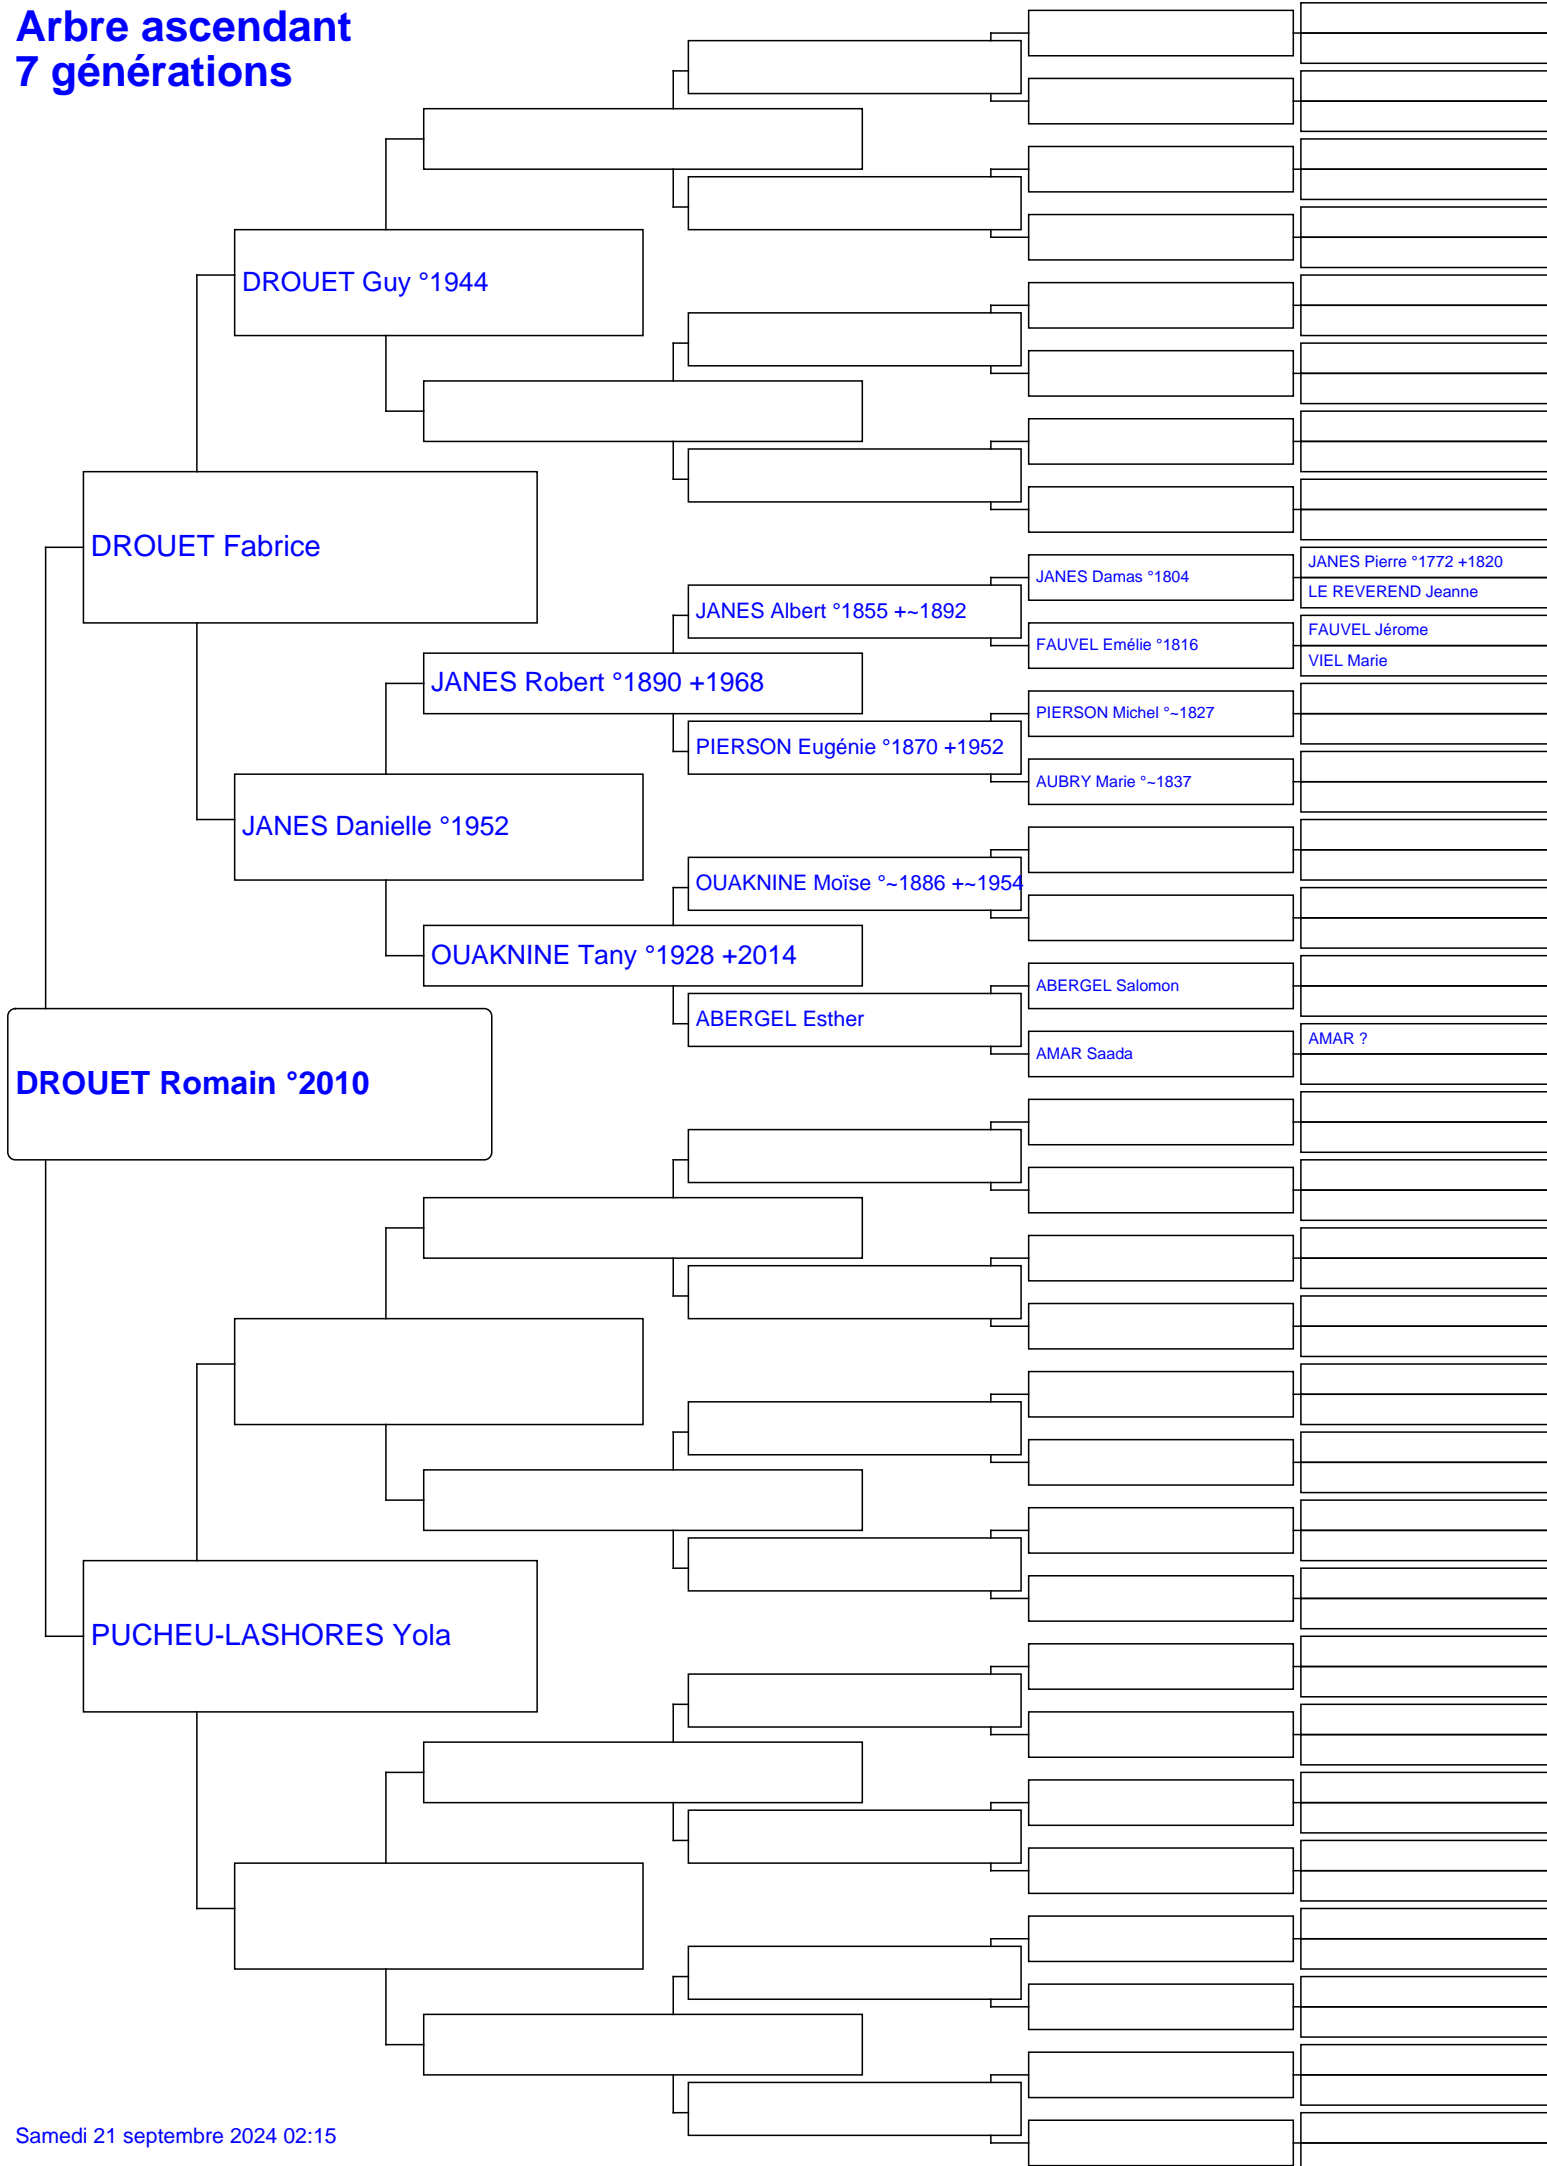 Arbre ascendant
7 générations
DROUET Guy °1944
DROUET Fabrice
JANES Damas °1804
JANES Pierre °1772 +1820
LE REVEREND Jeanne
JANES Albert °1855 +~1892
FAUVEL Emélie °1816
FAUVEL Jérome
VIEL Marie
JANES Robert °1890 +1968
PIERSON Michel °~1827
PIERSON Eugénie °1870 +1952
AUBRY Marie °~1837
JANES Danielle °1952
OUAKNINE Moïse °~1886 +~1954
OUAKNINE Tany °1928 +2014
ABERGEL Salomon
ABERGEL Esther
AMAR Saada
AMAR ?
DROUET Romain °2010
PUCHEU-LASHORES Yola
Samedi 21 septembre 2024 02:15